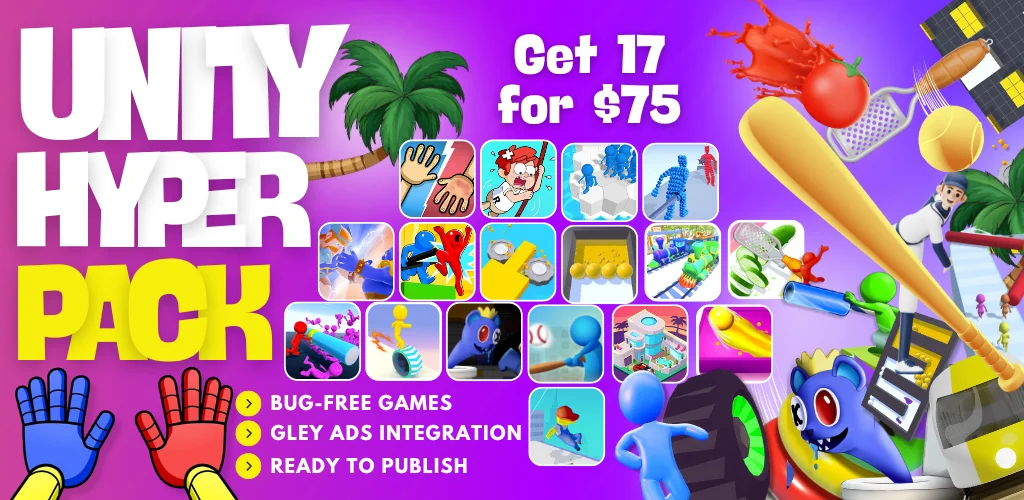 UNITY
HYPER
PACK
Get 17
for $75
BUG-FREE GAMES
GLEY ADS INTEGRATION
READY TO PUBLISH